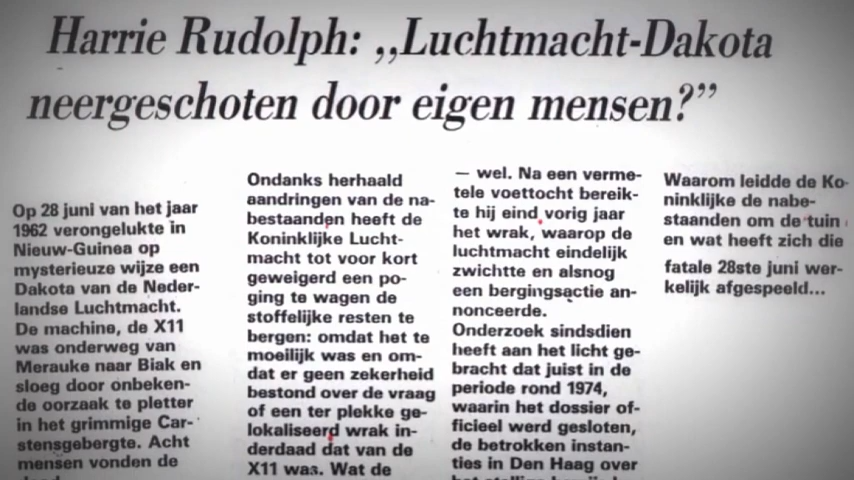 Harrie Rudolph: „Luchtmacht-Dakota
neergeschoten door eigen mensen?”
Op 28 juni van het jaar
1962 verongelukte in
Nieuw-Guinea op
mysterieuze wijze een
Dakota van de Neder-
landse Luchtmacht.
De machine, de X11
was onderweg van
Merauke naar Biak en
sloeg door onbeken-
de oorzaak te pletter
in het grimmige Car-
stensgebergte. Acht
mensen vonden de
Ondanks herhaald
aandringen van de na-
bestaanden heeft de
Koninklijke Lucht-
macht tot voor kort
geweigerd een po-
ging te wagen de
stoffelijke resten te
bergen: omdat het te
moeilijk was en om-
dat er geen zekerheid
bestond over de vraag
of een ter plekke ge-
lokaliseerd wrak in-
derdaad dat van de
X11 was. Wat de
— wel. Na een verme-
tele voettocht bereik-
te hij eind vorig jaar
het wrak, waarop de
luchtmacht eindelijk
zwichtte en alsnog
een bergingsactie an-
nonceerde.
Onderzoek sindsdien
heeft aan het licht ge-
bracht dat juist in de
periode rond 1974,
waarin het dossier of-
ficieel werd gesloten,
de betrokken instan-
ties in Den Haag over
Waarom leidde de Ko-
ninklijke de nabe-
staanden om de tuin
en wat heeft zich die
fatale 28ste juni wer-
kelijk afgespeeld...